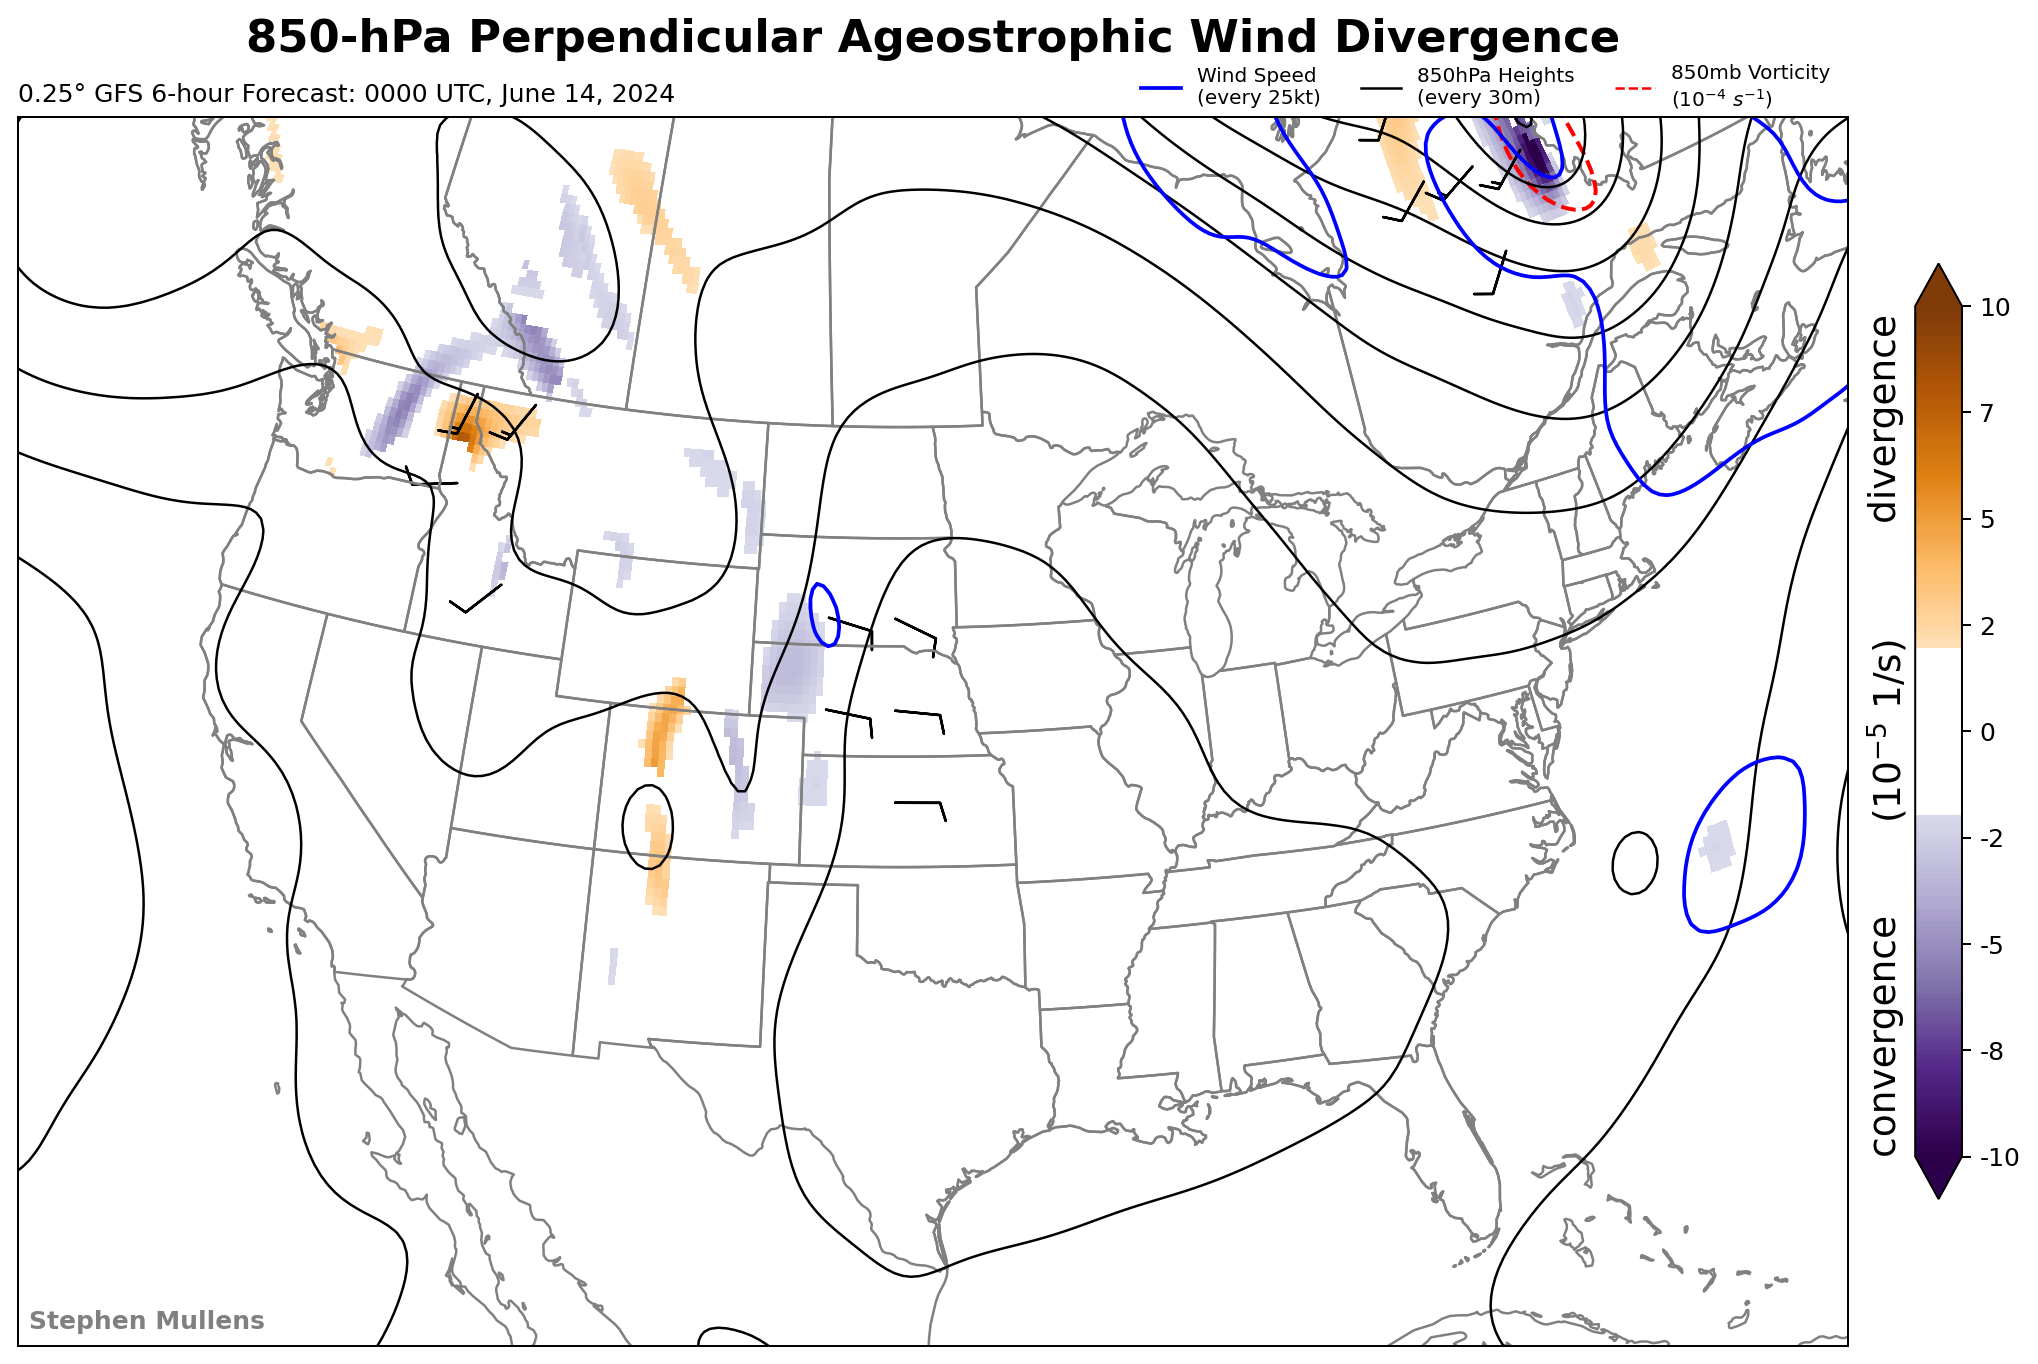 850-hPa Perpendicular Ageostrophic Wind Divergence
0.25° GFS 6-hour Forecast: 0000 UTC, June 14, 2024
Wind Speed
(every 25kt)
850hPa Heights
(every 30m)
850mb Vorticity
(10⁻⁴ s⁻¹)
10
7
5
2
0
-2
-5
-8
-10
convergence (10⁻⁵ 1/s) divergence
Stephen Mullens